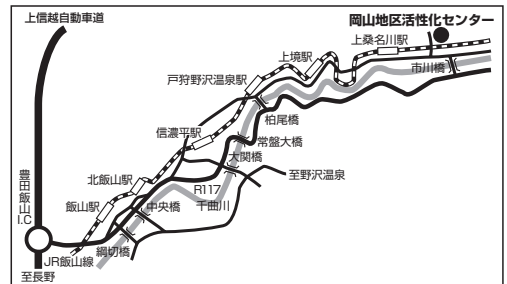 上信越自動車道
岡山地区活性化センター
上桑名川駅
上境駅
市川橋
戸狩野沢温泉駅
柏尾橋
信濃平駅
常盤大橋
大関橋
至野沢温泉
北飯山駅
R117
千曲川
豊田飯山I.C
飯山駅
中央橋
綱切橋
JR飯山線
至長野